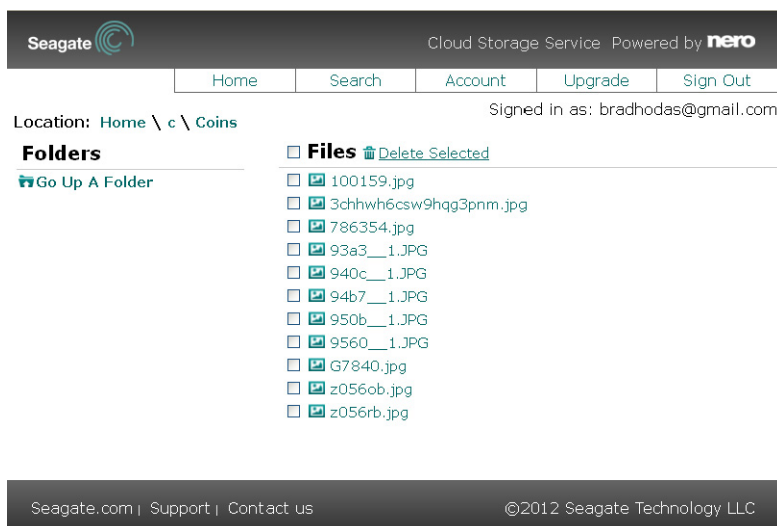 Seagate
Cloud Storage Service Powered by nero
Home Search Account Upgrade Sign Out
Signed in as: bradhodas@gmail.com
Location: Home \ c \ Coins
Folders
Go Up A Folder
Files Delete Selected
100159.jpg
3chhwh6csw9hqg3pnm.jpg
786354.jpg
93a3__1.JPG
940c__1.JPG
94b7__1.JPG
950b__1.JPG
9560__1.JPG
G7840.jpg
z056ob.jpg
z056rb.jpg
Seagate.com | Support | Contact us ©2012 Seagate Technology LLC